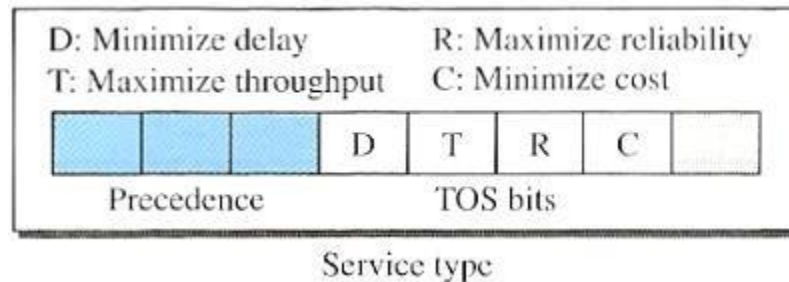 D: Minimize delay R: Maximize reliability
T: Maximize throughput C: Minimize cost
D T R C
Precedence TOS bits
Service type